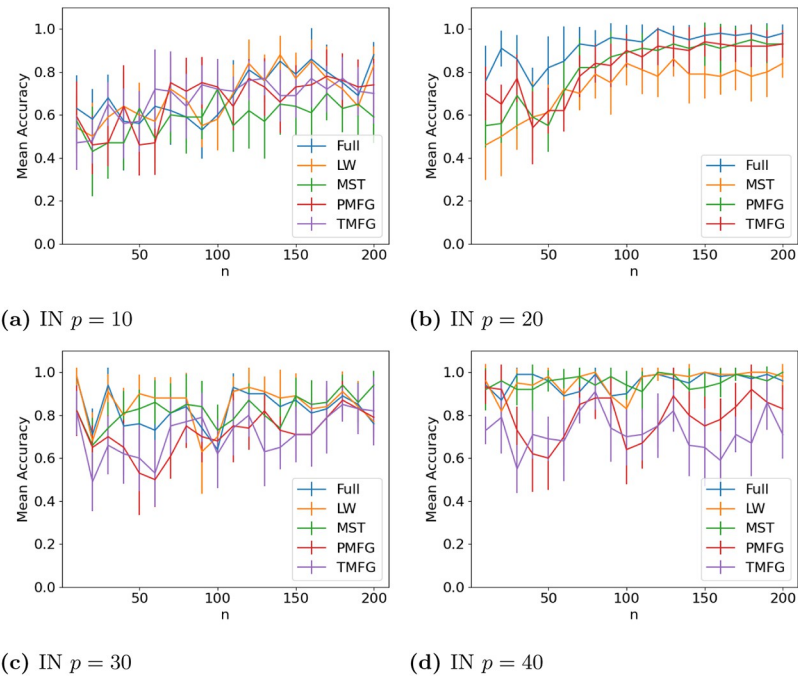 1.0
0.8
0.6
0.4
0.2
0.0
Mean Accuracy
50
100
150
200
n
Full
LW
MST
PMFG
TMFG
(a) IN p = 10
1.0
0.8
0.6
0.4
0.2
0.0
Mean Accuracy
50
100
150
200
n
Full
MST
PMFG
TMFG
(b) IN p = 20
1.0
0.8
0.6
0.4
0.2
0.0
Mean Accuracy
50
100
150
200
n
Full
LW
MST
PMFG
TMFG
(c) IN p = 30
1.0
0.8
0.6
0.4
0.2
0.0
Mean Accuracy
50
100
150
200
n
Full
LW
MST
PMFG
TMFG
(d) IN p = 40